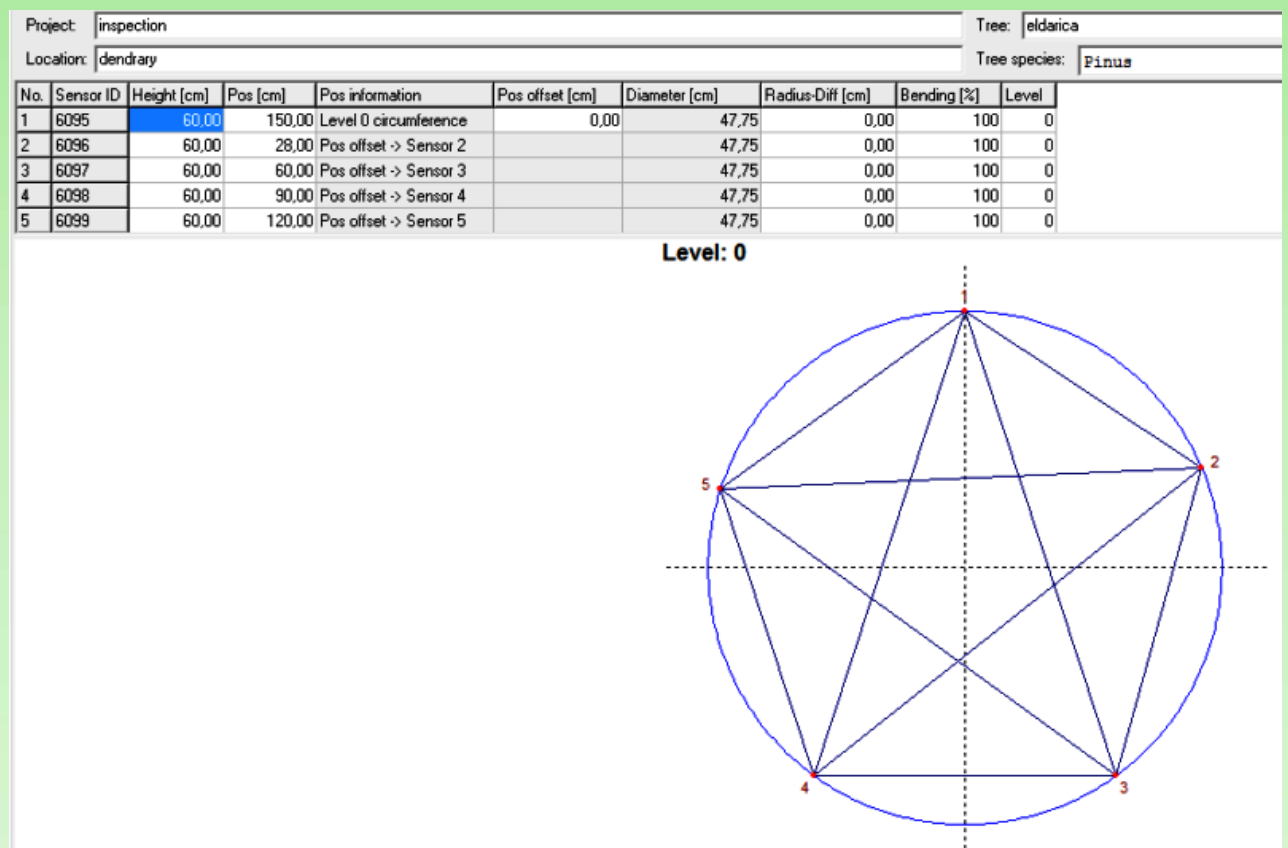 Project: inspection Tree: eldarica
Location: dendrary Tree species: Pinus
No. Sensor ID Height [cm] Pos [cm] Pos information Pos offset [cm] Diameter [cm] Radius-Diff [cm] Bending [%] Level
1 6095 60,00 150,00 Level 0 circumference 0,00 47,75 0,00 100 0
2 6096 60,00 28,00 Pos offset -> Sensor 2 47,75 0,00 100 0
3 6097 60,00 60,00 Pos offset -> Sensor 3 47,75 0,00 100 0
4 6098 60,00 90,00 Pos offset -> Sensor 4 47,75 0,00 100 0
5 6099 60,00 120,00 Pos offset -> Sensor 5 47,75 0,00 100 0
Level: 0
1
2
5
4
3